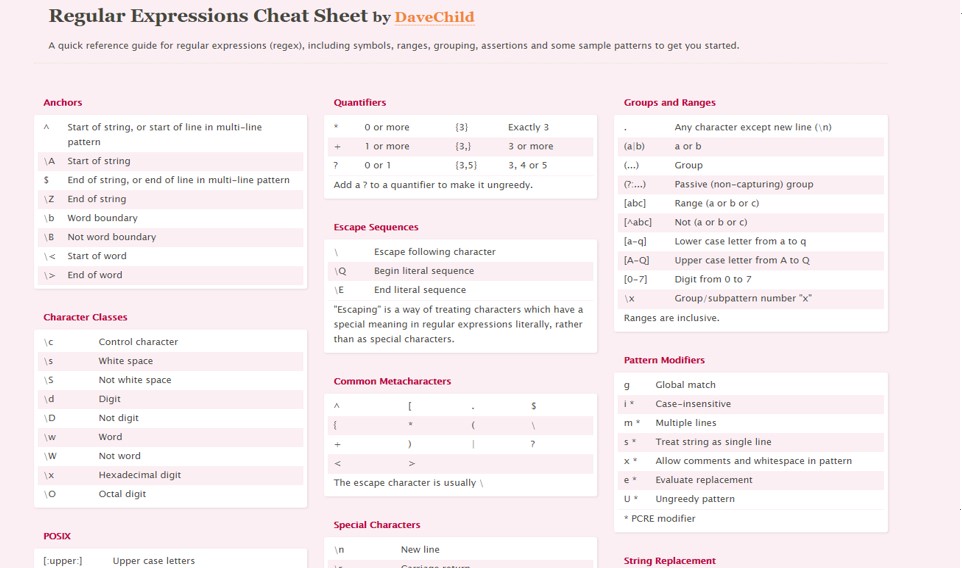 Regular Expressions Cheat Sheet by DaveChild
A quick reference guide for regular expressions (regex), including symbols, ranges, grouping, assertions and some sample patterns to get you started.
Anchors
^ Start of string, or start of line in multi-line
pattern
\A Start of string
$ End of string, or end of line in multi-line pattern
\Z End of string
\b Word boundary
\B Not word boundary
\< Start of word
\> End of word
Character Classes
\c Control character
\s White space
\S Not white space
\d Digit
\D Not digit
\w Word
\W Not word
\x Hexadecimal digit
\O Octal digit
POSIX
[:upper:] Upper case letters
Quantifiers
* 0 or more {3} Exactly 3
+ 1 or more {3,} 3 or more
? 0 or 1 {3,5} 3, 4 or 5
Add a ? to a quantifier to make it ungreedy.
Escape Sequences
\ Escape following character
\Q Begin literal sequence
\E End literal sequence
"Escaping" is a way of treating characters which have a
special meaning in regular expressions literally, rather
than as special characters.
Common Metacharacters
^ [ . $
{ * ( \
+ ) | ?
< >
The escape character is usually \
Special Characters
\n New line
Groups and Ranges
. Any character except new line (\n)
(a|b) a or b
(...) Group
(?:...) Passive (non-capturing) group
[abc] Range (a or b or c)
[^abc] Not (a or b or c)
[a-q] Lower case letter from a to q
[A-Q] Upper case letter from A to Q
[0-7] Digit from 0 to 7
\x Group/subpattern number "x"
Ranges are inclusive.
Pattern Modifiers
g Global match
i * Case-insensitive
m * Multiple lines
s * Treat string as single line
x * Allow comments and whitespace in pattern
e * Evaluate replacement
U * Ungreedy pattern
* PCRE modifier
String Replacement